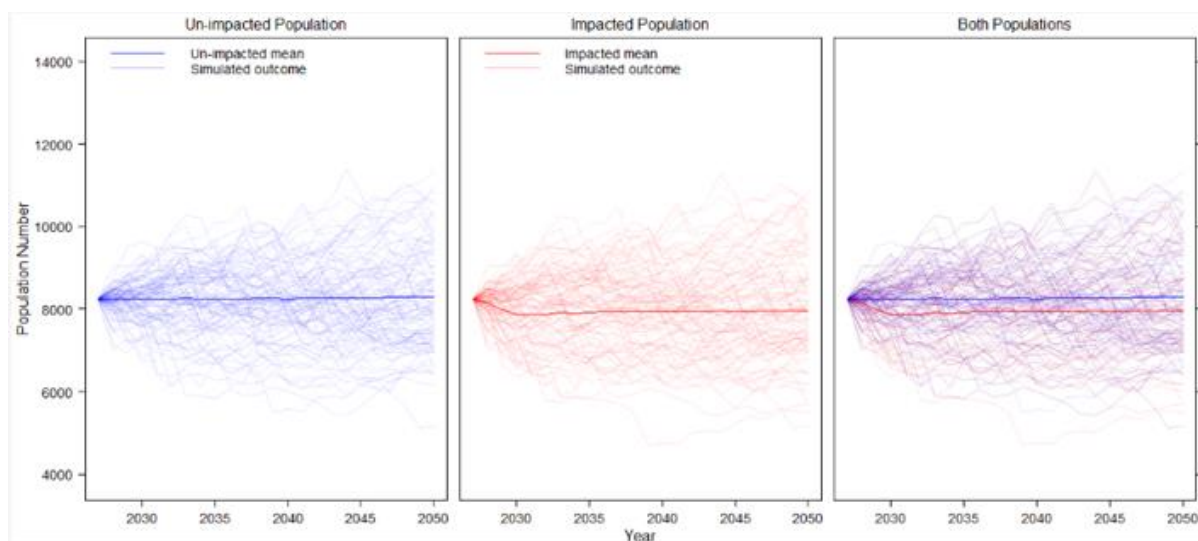 Un-impacted Population
Impacted Population
Both Populations
Un-impacted mean
Simulated outcome
Impacted mean
Simulated outcome
Population Number
14000
12000
10000
8000
6000
4000
2030
2035
2040
2045
2050
2030
2035
2040
2045
2050
2030
2035
2040
2045
2050
Year